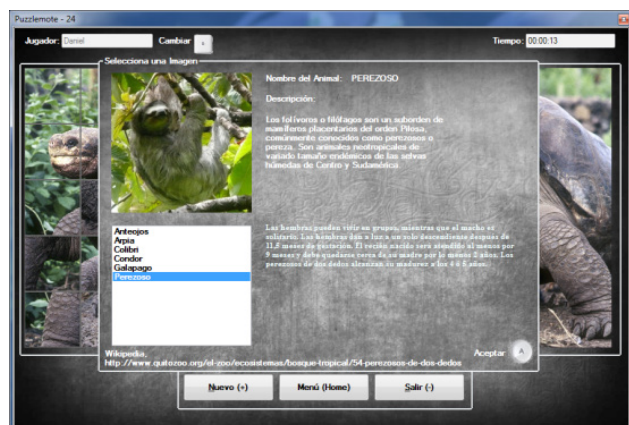 Puzzlemote - 24
Jugador: Daniel Cambiar Tiempo: 00:00:13
Selecciona una Imagen
Nombre del Animal: PEREZOSO
Descripción:
Los folívoros o filófagos son un suborden de
mamíferos placentarios del orden Pilosa,
comúnmente conocidos como perezosos o
pereza. Son animales neotropicales de
variado tamaño endémicos de las selvas
húmedas de Centro y Sudamérica.
Anteojos
Arpia
Colibri
Condor
Galapago
Perezoso
Las hembras pueden vivir en grupos, mientras que el macho es
solitario. Las hembras dan a luz a un solo descendiente después de
11,5 meses de gestación. El recién nacido será atendido al menos por
9 meses y debe quedarse cerca de su madre por lo menos 2 años. Los
perezosos de dos dedos alcanzan su madurez a los 4 ó 5 años.
Wikipedia,
http://www.quitozoo.org/el-zoo/ecosistemas/bosque-tropical/54-perezosos-de-dos-dedos
Aceptar A
Nuevo (+) Menú (Home) Salir (-)